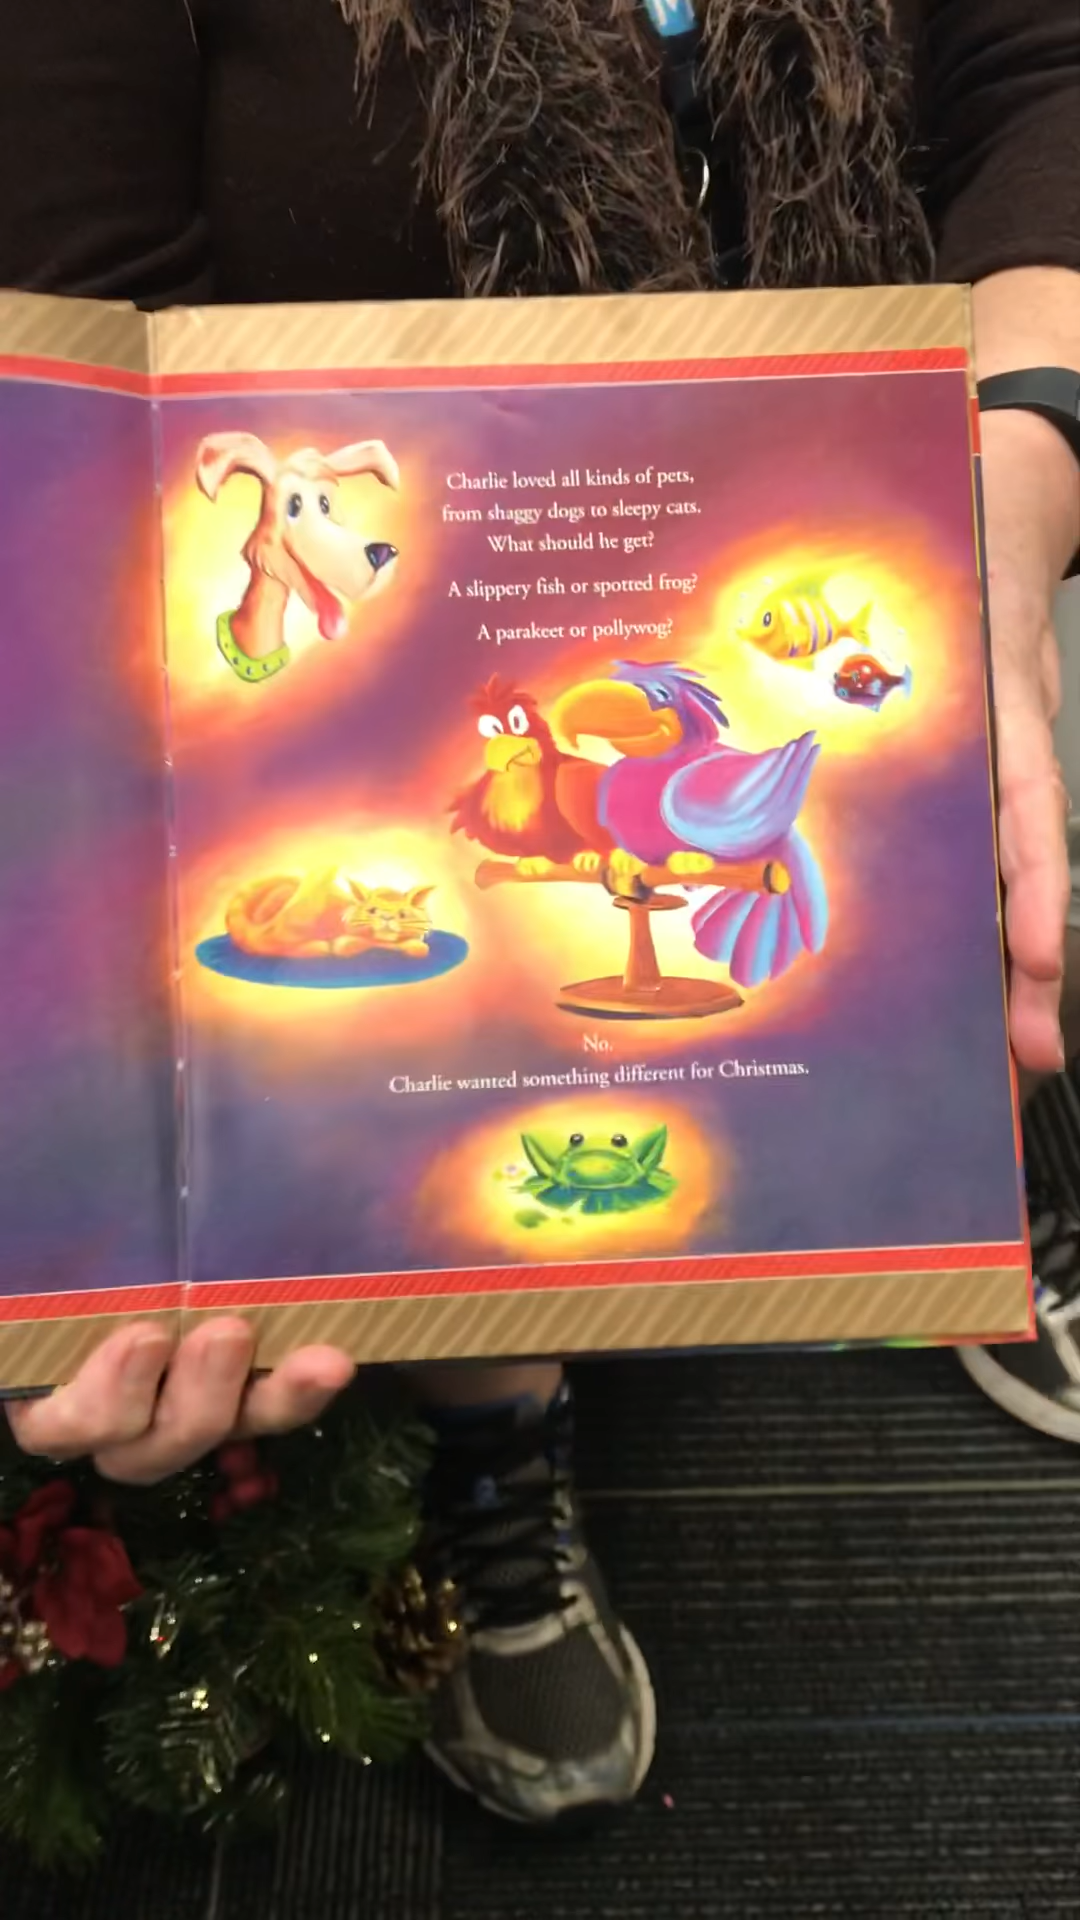 Charlie loved all kinds of pets,
from shaggy dogs to sleepy cats.
What should he get?
A slippery fish or spotted frog?
A parakeet or pollywog?
No.
Charlie wanted something different for Christmas.